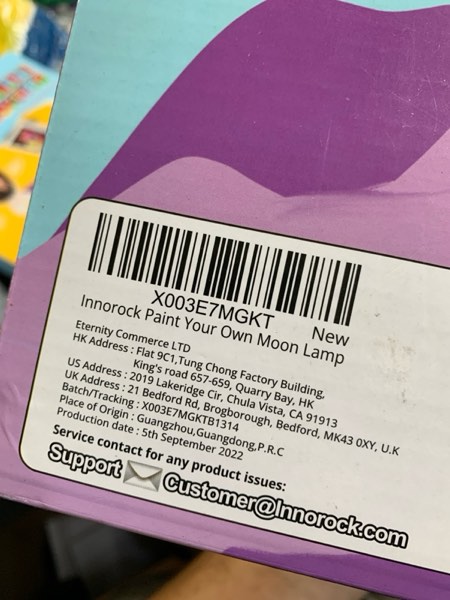 X003E7MGKT
New
Innorock Paint Your Own Moon Lamp
Eternity Commerce LTD
HK Address : Flat 9C1,Tung Chong Factory Building,
King's road 657-659, Quarry Bay, HK
US Address : 2019 Lakeridge Cir, Chula Vista, CA 91913
UK Address : 21 Bedford Rd, Brogborough, Bedford, MK43 0XY, U.K
Batch/Tracking : X003E7MGKTB1314
Place of Origin : Guangzhou,Guangdong,P.R.C
Production date : 5th September 2022
Service contact for any product issues:
Support Customer@Innorock.com